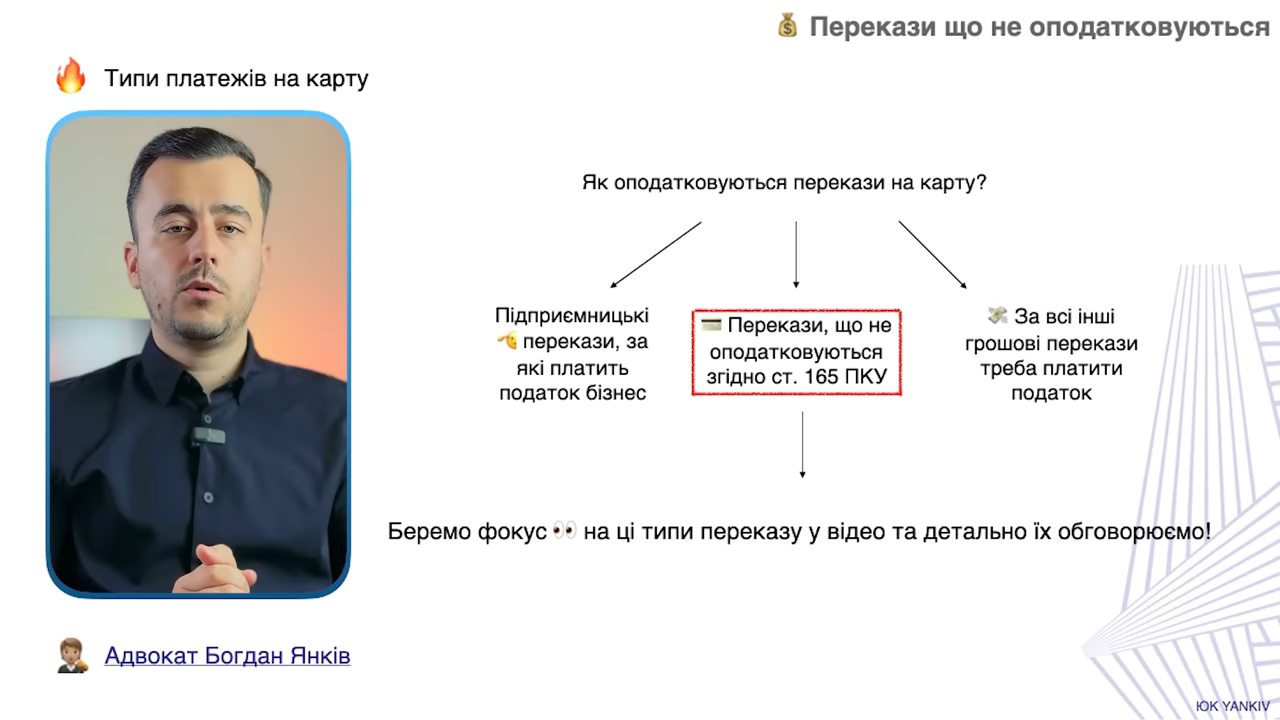 💰 Перекази що не оподатковуються
🔥 Типи платежів на карту
Як оподатковуються перекази на карту?
Підприємницькі
🫡 перекази, за
які платить
податок бізнес
💳 Перекази, що не
оподатковуються
згідно ст. 165 ПКУ
💸 За всі інші
грошові перекази
треба платити
податок
Беремо фокус 👀 на ці типи переказу у відео та детально їх обговорюємо!
Адвокат Богдан Янків
ЮК YANKIV